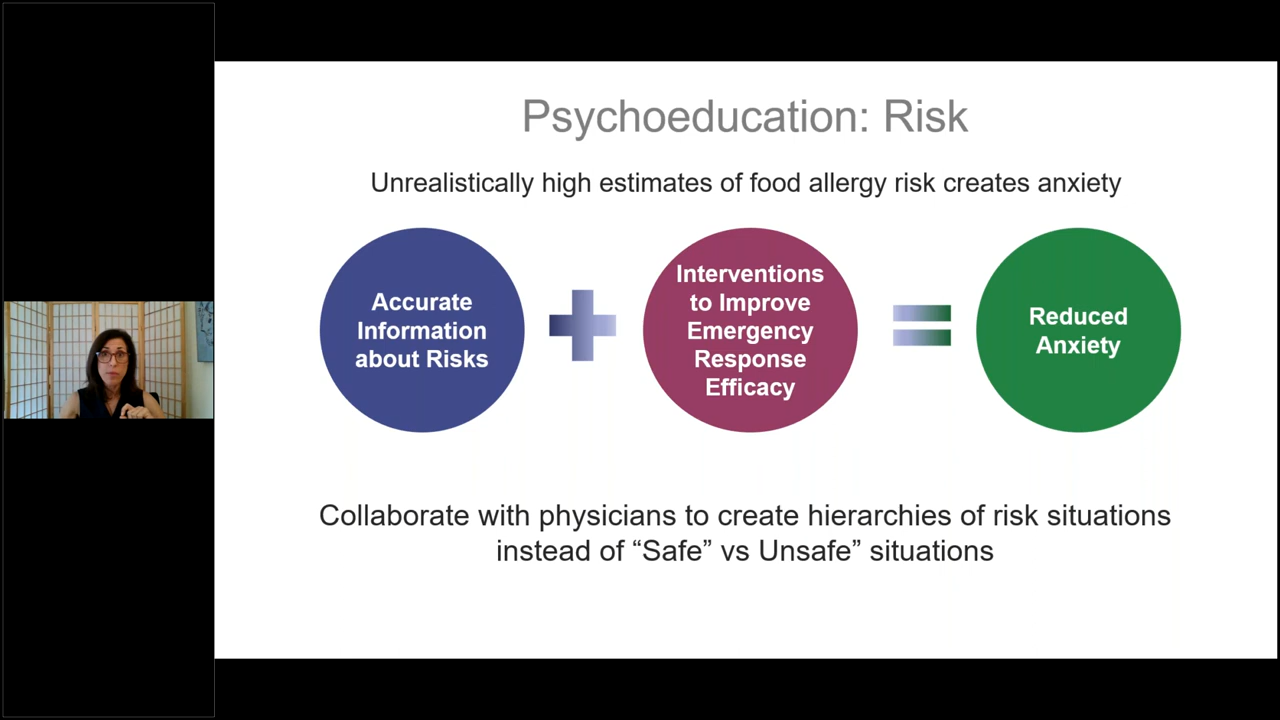 Psychoeducation: Risk
Unrealistically high estimates of food allergy risk creates anxiety
Accurate
Information
about Risks
Interventions
to Improve
Emergency
Response
Efficacy
Reduced
Anxiety
Collaborate with physicians to create hierarchies of risk situations
instead of “Safe” vs Unsafe” situations